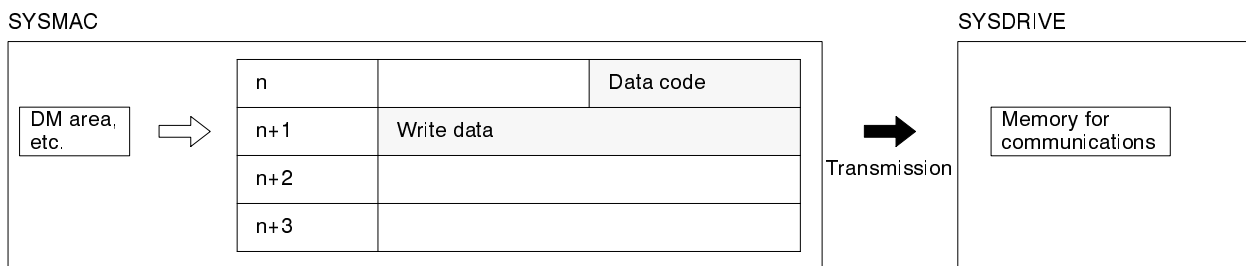 SYSMAC
SYSDRIVE
n
Data code
DM area,
etc.
n+1
Write data
Memory for
communications
Transmission
n+2
n+3